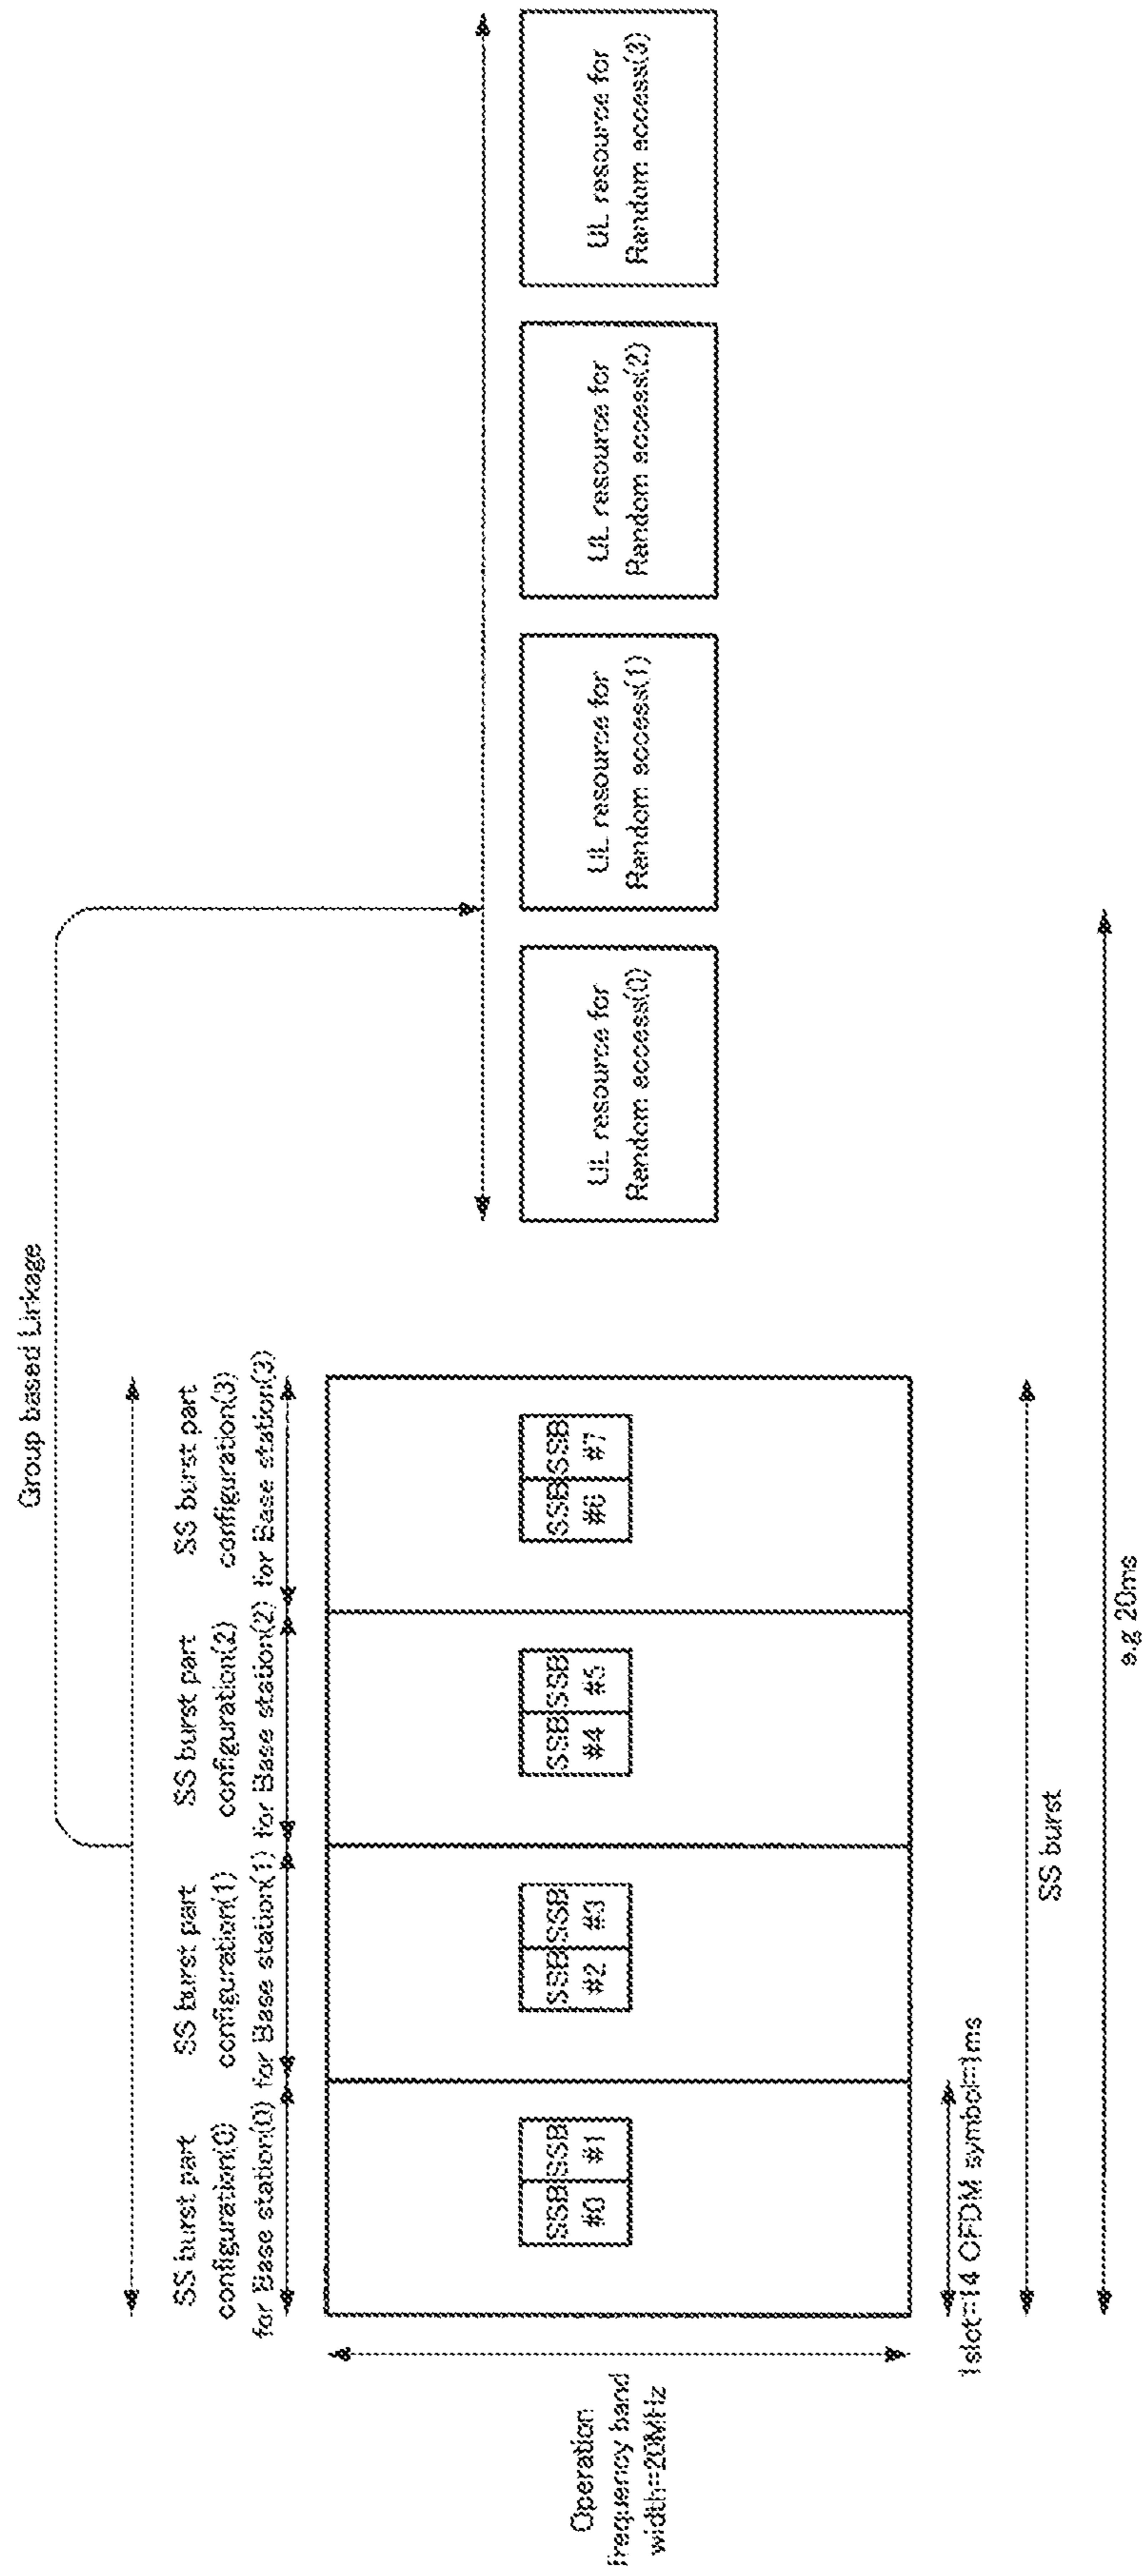 Group based Linkage
SS burst part
configuration(0)
for Base station(0)
SS burst part
configuration(1)
for Base station(1)
SS burst part
configuration(2)
for Base station(2)
SS burst part
configuration(3)
for Base station(3)
Operation
frequency band
width=20MHz
SSB
#0
SSB
#1
SSB
#2
SSB
#3
SSB
#4
SSB
#5
SSB
#6
SSB
#7
UL resource for
Random access(0)
UL resource for
Random access(1)
UL resource for
Random access(2)
UL resource for
Random access(3)
1slot=14 OFDM symbol=1ms
SS burst
e.g 20ms